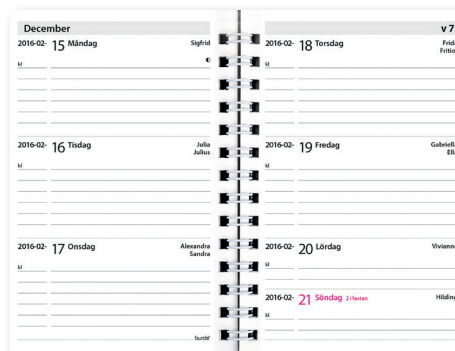 December
2016-02- 15 Måndag Sigfrid
kl
2016-02- 16 Tisdag Julia
Julius
kl
2016-02- 17 Onsdag Alexandra
Sandra
kl
burde
v 7
2016-02- 18 Torsdag Frida
kl
2016-02- 19 Fredag Gabriella
Ella
kl
2016-02- 20 Lördag Vivianne
kl
2016-02- 21 Söndag 2 i fastan Hilding
kl